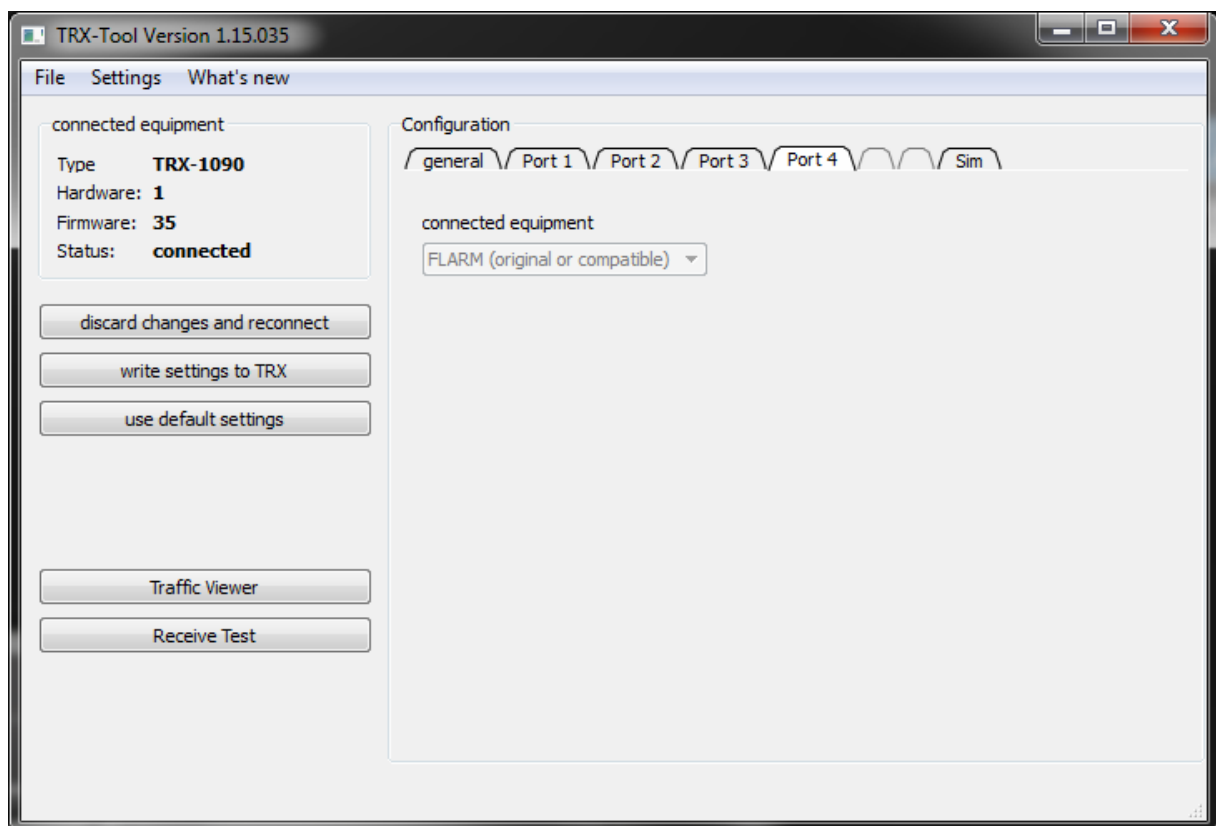 TRX-Tool Version 1.15.035
File Settings What's new
connected equipment
Type TRX-1090
Hardware: 1
Firmware: 35
Status: connected
discard changes and reconnect
write settings to TRX
use default settings
Traffic Viewer
Receive Test
Configuration
general Port 1 Port 2 Port 3 Port 4 Sim
connected equipment
FLARM (original or compatible)